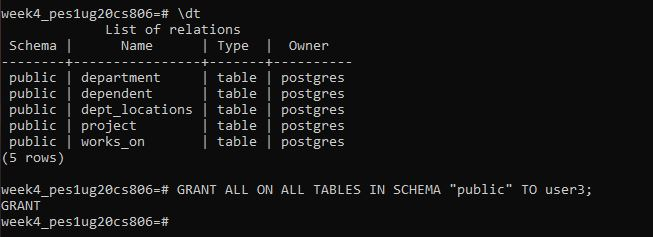 week4_pes1ug20cs806=# \dt
            List of relations
 Schema |      Name      | Type  |  Owner
--------+----------------+-------+----------
 public | department     | table | postgres
 public | dependent      | table | postgres
 public | dept_locations | table | postgres
 public | project        | table | postgres
 public | works_on       | table | postgres
(5 rows)
week4_pes1ug20cs806=# GRANT ALL ON ALL TABLES IN SCHEMA "public" TO user3;
GRANT
week4_pes1ug20cs806=#